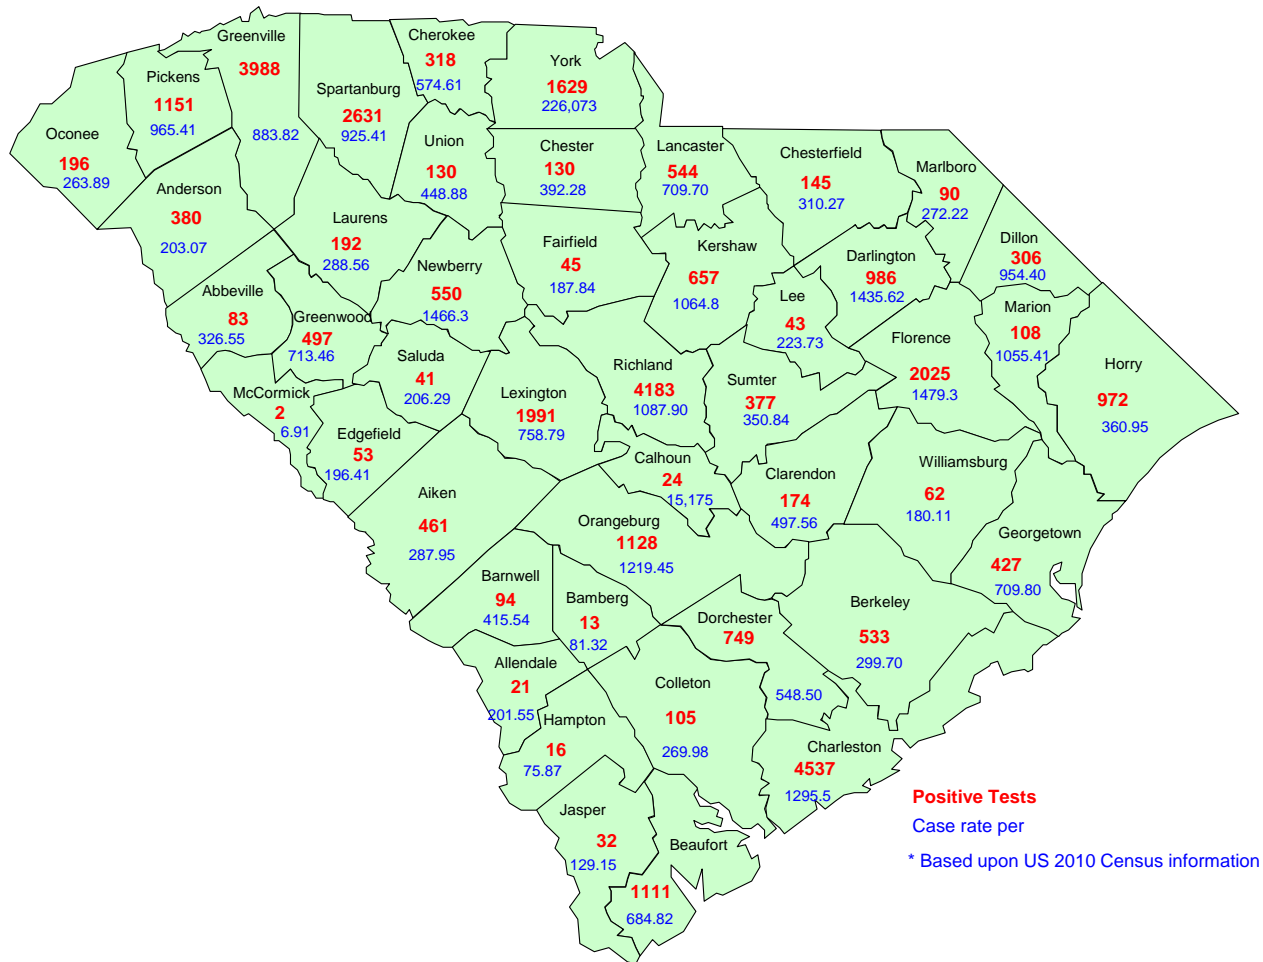 Greenville
3988
883.82
Cherokee
318
574.61
York
1629
226,073
Pickens
1151
965.41
Spartanburg
2631
925.41
Oconee
196
263.89
Union
130
448.88
Chester
130
392.28
Lancaster
544
709.70
Chesterfield
145
310.27
Marlboro
90
272.22
Anderson
380
203.07
Laurens
192
288.56
Fairfield
45
187.84
Kershaw
657
1064.8
Darlington
986
1435.62
Dillon
306
954.40
Newberry
550
1466.3
Abbeville
83
326.55
Greenwood
497
713.46
Lee
43
223.73
Marion
108
1055.41
Florence
2025
1479.3
Horry
972
360.95
Saluda
41
206.29
Richland
4183
1087.90
Sumter
377
350.84
McCormick
2
6.91
Lexington
1991
758.79
Edgefield
53
196.41
Calhoun
24
15,175
Clarendon
174
497.56
Williamsburg
62
180.11
Aiken
461
287.95
Orangeburg
1128
1219.45
Georgetown
427
709.80
Barnwell
94
415.54
Bamberg
13
81.32
Dorchester
749
548.50
Berkeley
533
299.70
Allendale
21
201.55
Colleton
105
269.98
Hampton
16
75.87
Charleston
4537
1295.5
Jasper
32
129.15
Beaufort
1111
684.82
Positive Tests
Case rate per
* Based upon US 2010 Census information